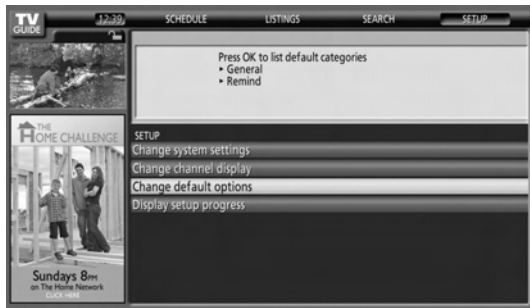 TV
GUIDE
12:39
SCHEDULE
LISTINGS
SEARCH
SETUP
Press OK to list default categories
▸ General
▸ Remind
THE
HOME CHALLENGE
Sundays 8PM
on The Home Network
CLICK HERE
SETUP
Change system settings
Change channel display
Change default options
Display setup progress